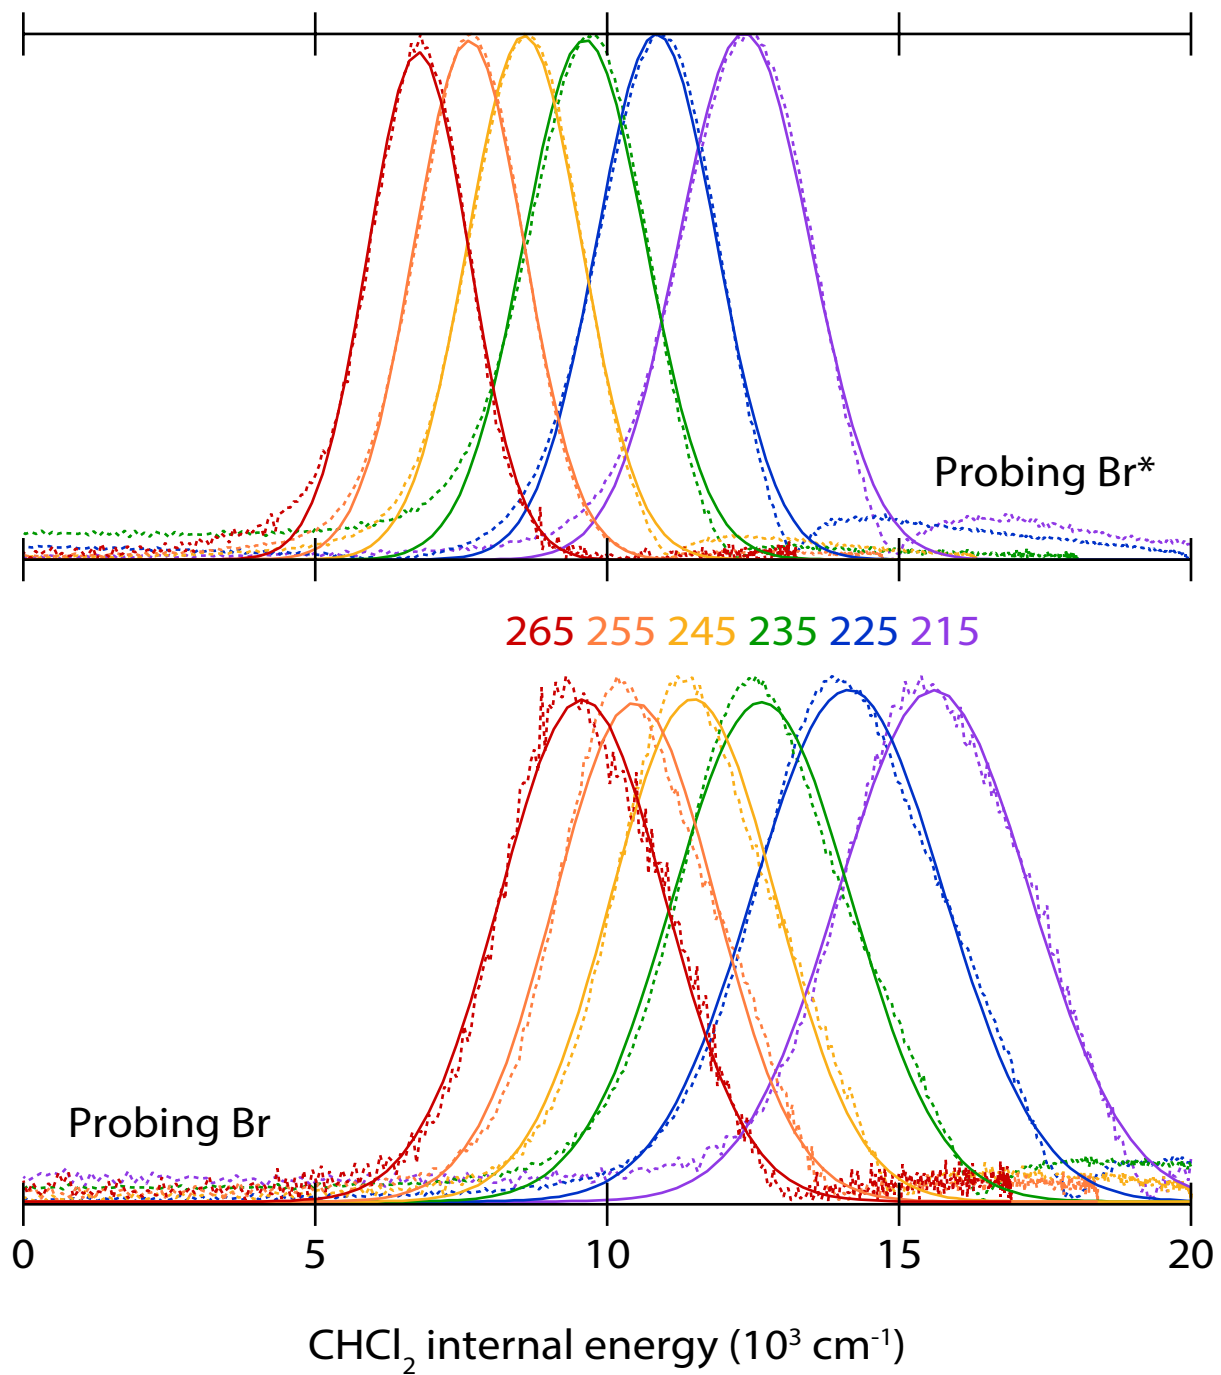 Probing Br*
265 255 245 235 225 215
Probing Br
0 5 10 15 20
CHCl₂ internal energy (10³ cm⁻¹)